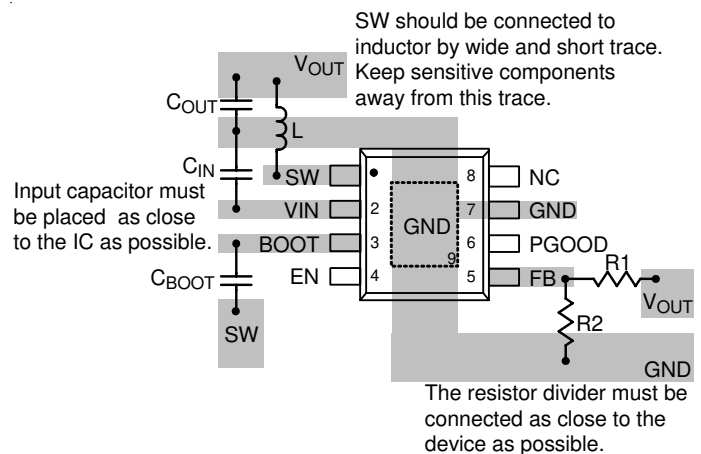 SW should be connected to
inductor by wide and short trace.
Keep sensitive components
away from this trace.
VOUT
COUT
L
CIN
Input capacitor must
be placed as close
to the IC as possible.
SW
VIN
BOOT
EN
2
3
4
GND
9
8
7
6
5
NC
GND
PGOOD
FB
R1
VOUT
R2
CBOOT
SW
GND
The resistor divider must be
connected as close to the
device as possible.